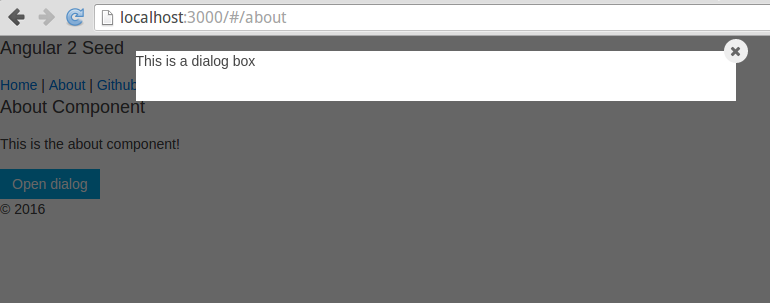 localhost:3000/#/about
Angular 2 Seed
This is a dialog box
Home | About | Github
About Component
This is the about component!
Open dialog
© 2016